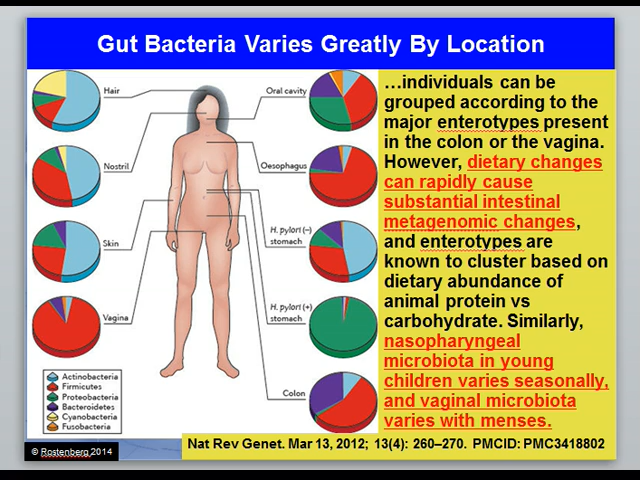 Gut Bacteria Varies Greatly By Location
Hair
Nostril
Skin
Vagina
Oral cavity
Oesophagus
H. pylori (–)
stomach
H. pylori (+)
stomach
Colon
Actinobacteria
Firmicutes
Proteobacteria
Bacteroidetes
Cyanobacteria
Fusobacteria
…individuals can be
grouped according to the
major enterotypes present
in the colon or the vagina.
However, dietary changes
can rapidly cause
substantial intestinal
metagenomic changes,
and enterotypes are
known to cluster based on
dietary abundance of
animal protein vs
carbohydrate. Similarly,
nasopharyngeal
microbiota in young
children varies seasonally,
and vaginal microbiota
varies with menses.
Nat Rev Genet. Mar 13, 2012; 13(4): 260–270. PMCID: PMC3418802
© Rostenberg 2014